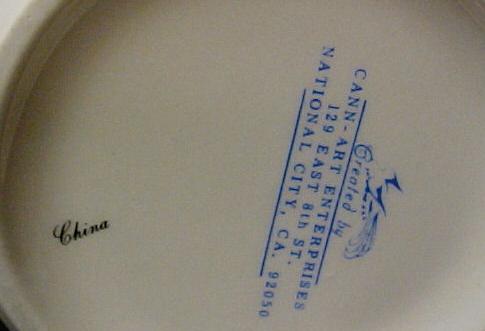 Created by
CANN-ART ENTERPRISES
129 EAST 8th ST.
NATIONAL CITY, CA. 92050
China